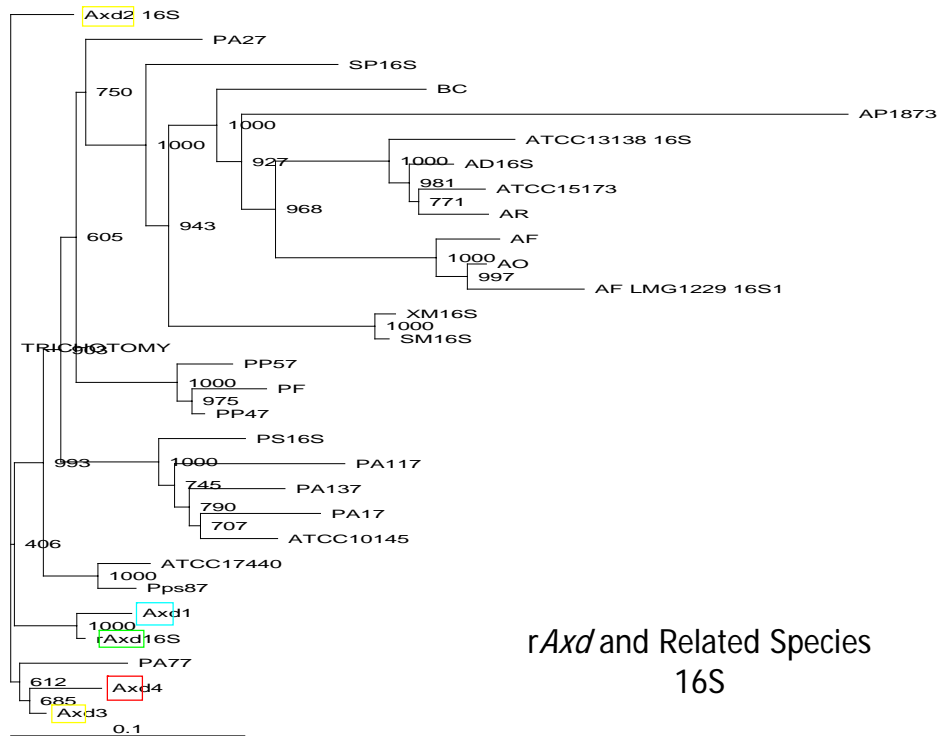 Axd2 16S
PA27
SP16S
750
BC
AP1873
1000
ATCC13138 16S
1000
927
1000
AD16S
981
ATCC15173
771
AR
968
943
605
AF
1000
AO
997
AF LMG1229 16S1
XM16S
1000
SM16S
TRICHOTOMY
903
PP57
1000
PF
975
PP47
PS16S
993
1000
PA117
745
PA137
790
PA17
707
ATCC10145
406
ATCC17440
1000
Pps87
Axd1
1000
rAxd16S
rAxd and Related Species
16S
PA77
612
Axd4
685
Axd3
0.1